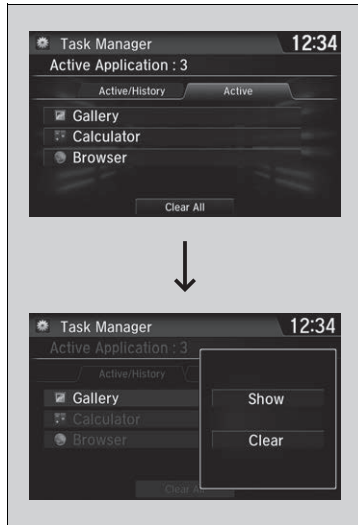 Task Manager 12:34
Active Application : 3
Active/History Active
Gallery
Calculator
Browser
Clear All
Task Manager 12:34
Active Application : 3
Active/History
Gallery Show
Calculator
Browser Clear
Clear All